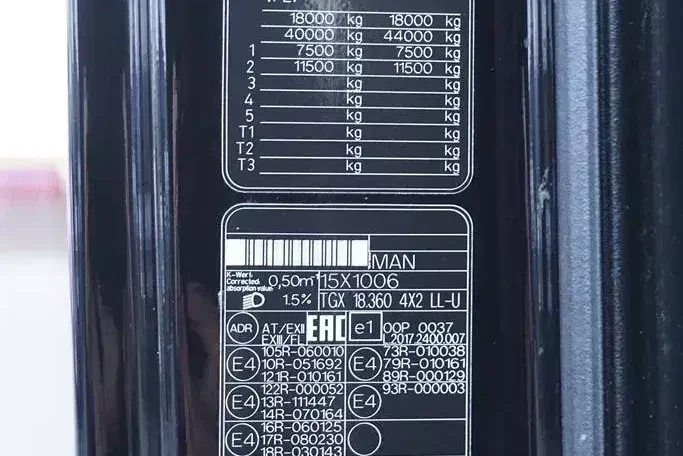 18000 kg 18000 kg
40000 kg 44000 kg
1 7500 kg 7500 kg
2 11500 kg 11500 kg
3 kg kg
4 kg kg
5 kg kg
T1 kg kg
T2 kg kg
T3 kg kg
MAN
K-Wert
Corrected
absorption value
0,50m 15X1006
1.5% TGX 18.360 4X2 LL-U
ADR AT/EXII EAC e1 00P 0037
EXIII/FL L.2017.2400.007
E4 105R-060010 E4 73R-010038
10R-051692 79R-010161
121R-010161 89R-000129
E4 122R-000052 E4 93R-000003
13R-111447
14R-070164
E4 16R-060125
17R-080230
18R-030143